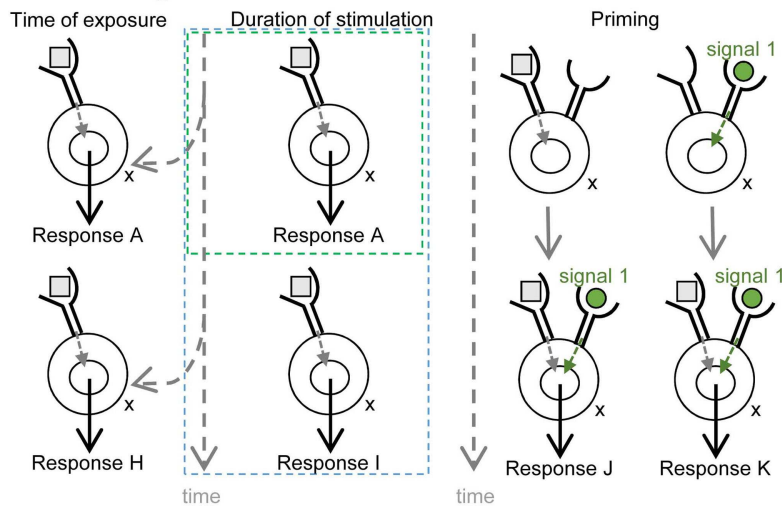 Time of exposure
Duration of stimulation
Priming
signal 1
x
x
x
x
Response A
Response A
signal 1
signal 1
x
x
x
x
Response H
Response I
Response J
Response K
time
time